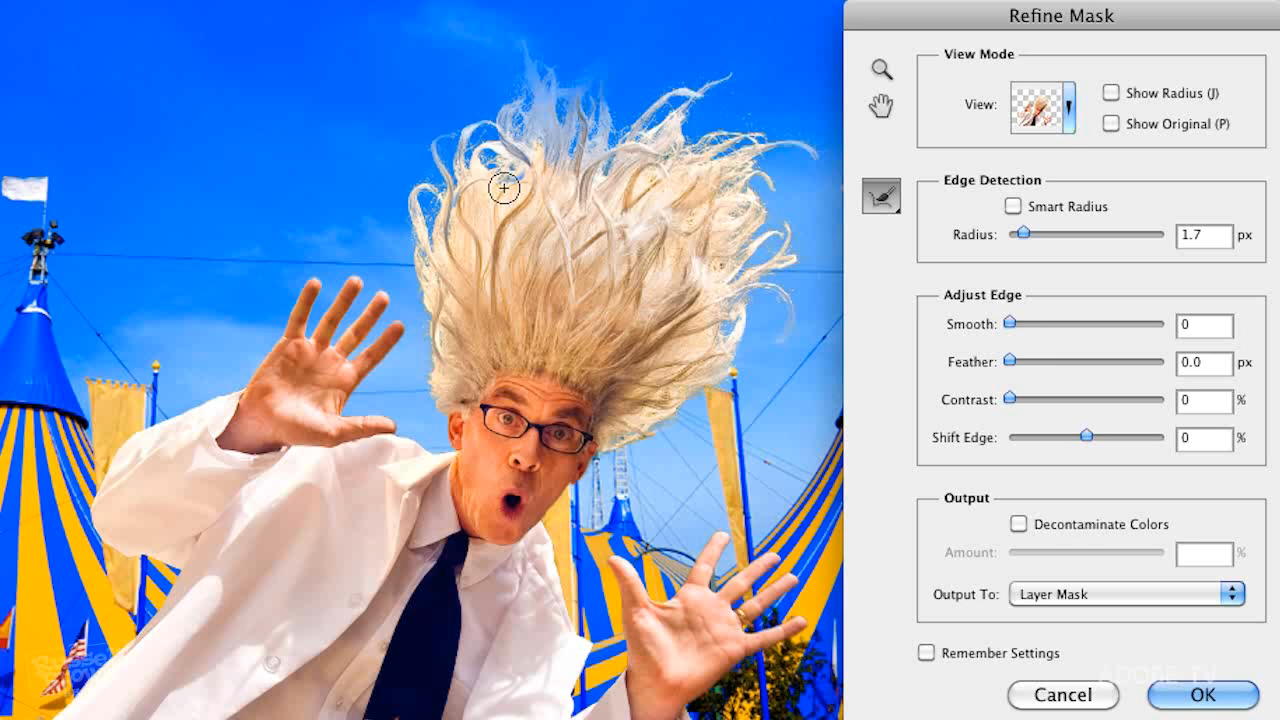 Refine Mask
View Mode
View:
Show Radius (J)
Show Original (P)
Edge Detection
Smart Radius
Radius: 1.7 px
Adjust Edge
Smooth: 0
Feather: 0.0 px
Contrast: 0 %
Shift Edge: 0 %
Output
Decontaminate Colors
Amount: %
Output To: Layer Mask
Remember Settings
ADOBE TV
Cancel OK